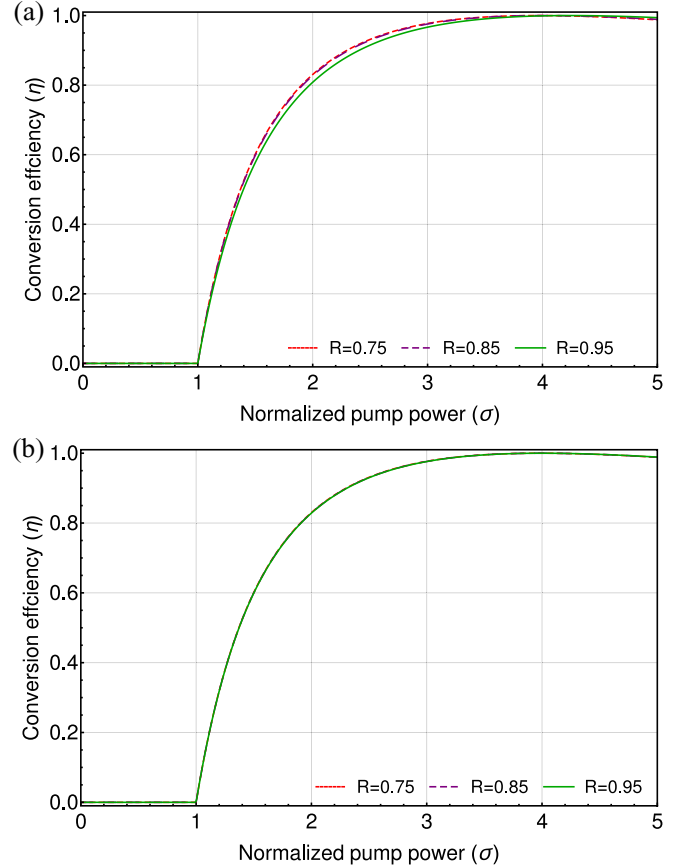 (a)
Conversion effciency (η)
1.0
0.8
0.6
0.4
0.2
0.0
R=0.75 R=0.85 R=0.95
0 1 2 3 4 5
Normalized pump power (σ)
(b)
Conversion effciency (η)
1.0
0.8
0.6
0.4
0.2
0.0
R=0.75 R=0.85 R=0.95
0 1 2 3 4 5
Normalized pump power (σ)